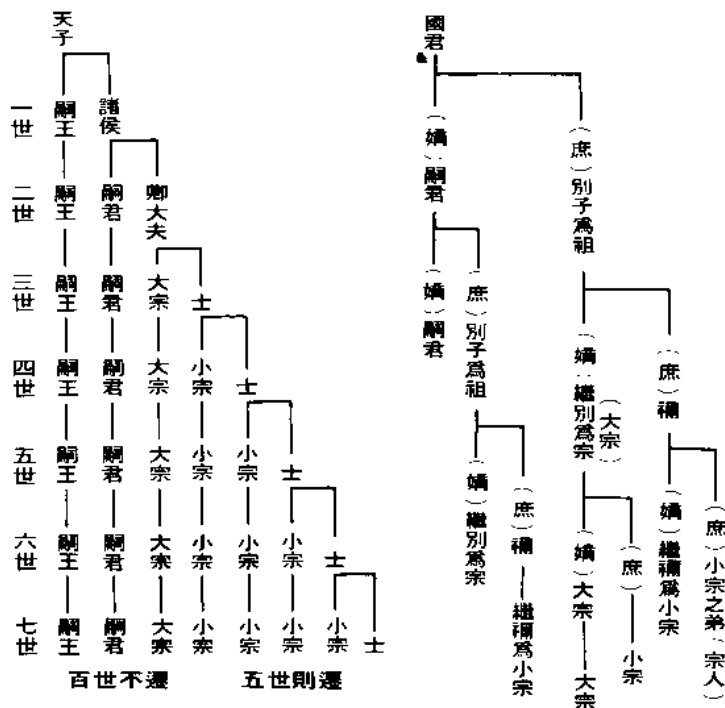 天子
一世 嗣王 諸侯
二世 嗣王 嗣君 卿大夫
三世 嗣王 嗣君 大宗 士
四世 嗣王 嗣君 大宗 小宗 士
五世 嗣王 嗣君 大宗 小宗 小宗 士
六世 嗣王 嗣君 大宗 小宗 小宗 小宗 士
七世 嗣王 嗣君 大宗 小宗 小宗 小宗 小宗 士
百世不遷 五世則遷
國君
(嫡)嗣君
(庶)別子爲祖
(嫡)嗣君
(庶)別子爲祖
(嫡)繼別爲宗
(大宗)
(庶)禰
(嫡)繼別爲宗
(庶)禰
繼禰爲小宗
(嫡)大宗
大宗
(庶)
小宗
(嫡)繼禰爲小宗
(庶)小宗之弟(宗人)